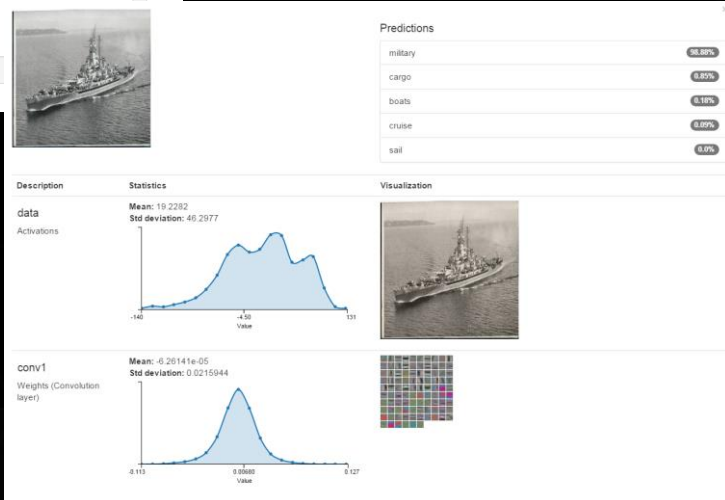 Predictions
military 98.88%
cargo 0.85%
boats 0.18%
cruise 0.09%
sail 0.0%
Description Statistics Visualization
data
Activations
Mean: 19.2282
Std deviation: 46.2977
-140 -4.50 131
Value
conv1
Weights (Convolution
layer)
Mean: -6.26141e-05
Std deviation: 0.0215944
-0.113 0.00680 0.127
Value